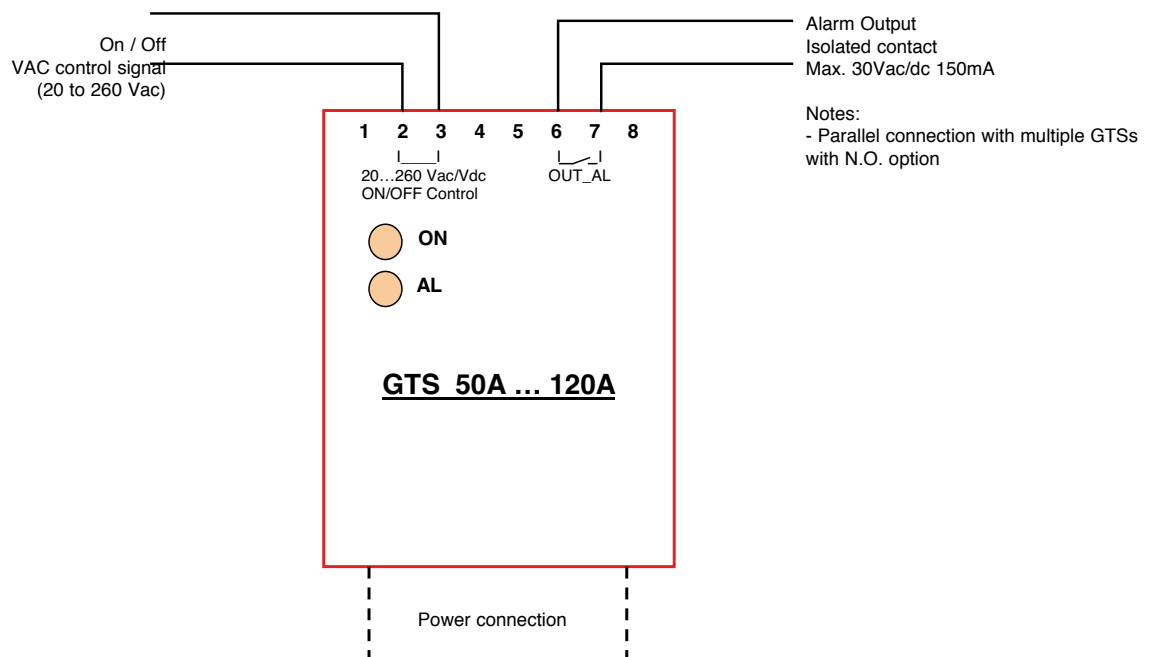 On / Off
VAC control signal
(20 to 260 Vac)
Alarm Output
Isolated contact
Max. 30Vac/dc 150mA
Notes:
- Parallel connection with multiple GTSs
with N.O. option
1 2 3 4 5 6 7 8
20…260 Vac/Vdc
ON/OFF Control
OUT_AL
ON
AL
GTS 50A … 120A
Power connection